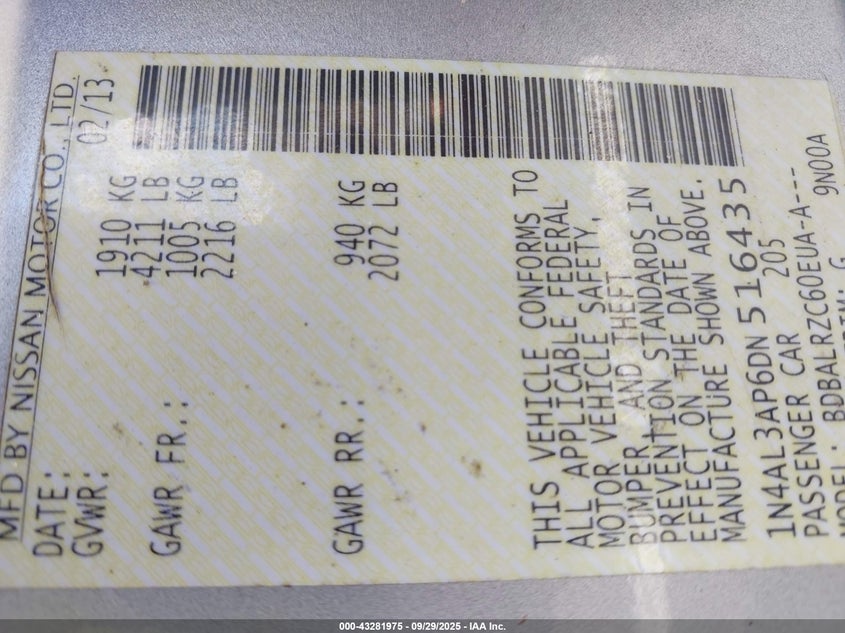 MFD BY NISSAN MOTOR CO., LTD.
DATE: 02/13
GVWR: 1910 KG
4211 LB
GAWR FR.: 1005 KG
2216 LB
GAWR RR.: 940 KG
2072 LB
THIS VEHICLE CONFORMS TO
ALL APPLICABLE FEDERAL
MOTOR VEHICLE SAFETY,
BUMPER, AND THEFT
PREVENTION STANDARDS IN
EFFECT ON THE DATE OF
MANUFACTURE SHOWN ABOVE.
1N4AL3AP6DN516435
PASSENGER CAR 205
MODEL: BDBALRZC60EUA-A---
9N00A
000-43281975 - 09/29/2025 - IAA Inc.